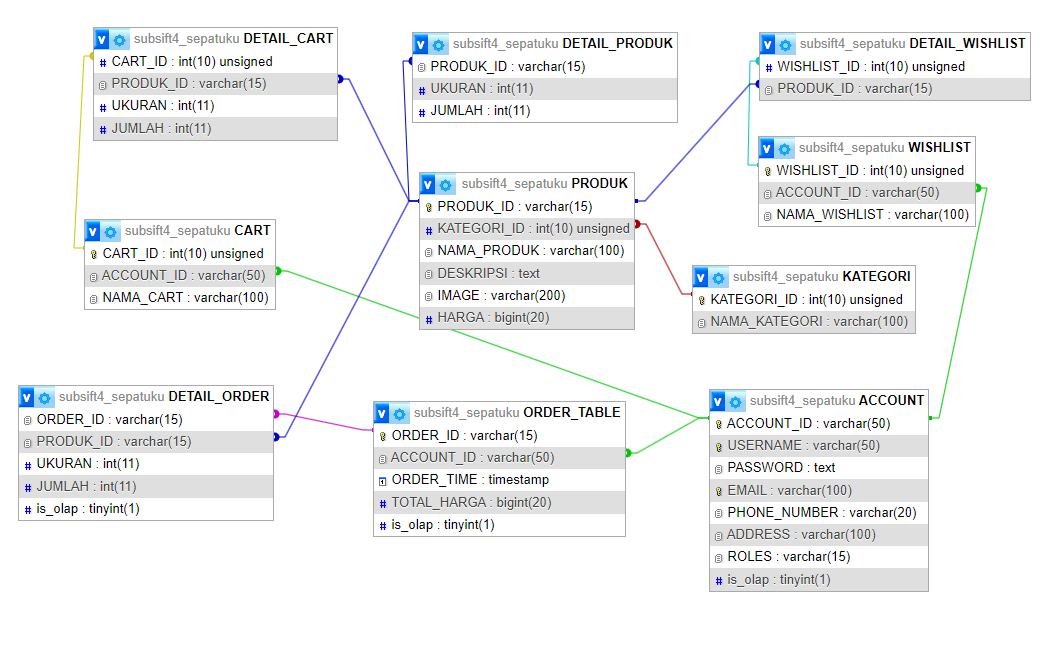 subsift4_sepatuku DETAIL_CART
CART_ID : int(10) unsigned
PRODUK_ID : varchar(15)
UKURAN : int(11)
JUMLAH : int(11)
subsift4_sepatuku DETAIL_PRODUK
PRODUK_ID : varchar(15)
UKURAN : int(11)
JUMLAH : int(11)
subsift4_sepatuku DETAIL_WISHLIST
WISHLIST_ID : int(10) unsigned
PRODUK_ID : varchar(15)
subsift4_sepatuku WISHLIST
WISHLIST_ID : int(10) unsigned
ACCOUNT_ID : varchar(50)
NAMA_WISHLIST : varchar(100)
subsift4_sepatuku PRODUK
PRODUK_ID : varchar(15)
KATEGORI_ID : int(10) unsigned
NAMA_PRODUK : varchar(100)
DESKRIPSI : text
IMAGE : varchar(200)
HARGA : bigint(20)
subsift4_sepatuku CART
CART_ID : int(10) unsigned
ACCOUNT_ID : varchar(50)
NAMA_CART : varchar(100)
subsift4_sepatuku KATEGORI
KATEGORI_ID : int(10) unsigned
NAMA_KATEGORI : varchar(100)
subsift4_sepatuku DETAIL_ORDER
ORDER_ID : varchar(15)
PRODUK_ID : varchar(15)
UKURAN : int(11)
JUMLAH : int(11)
is_olap : tinyint(1)
subsift4_sepatuku ORDER_TABLE
ORDER_ID : varchar(15)
ACCOUNT_ID : varchar(50)
ORDER_TIME : timestamp
TOTAL_HARGA : bigint(20)
is_olap : tinyint(1)
subsift4_sepatuku ACCOUNT
ACCOUNT_ID : varchar(50)
USERNAME : varchar(50)
PASSWORD : text
EMAIL : varchar(100)
PHONE_NUMBER : varchar(20)
ADDRESS : varchar(100)
ROLES : varchar(15)
is_olap : tinyint(1)